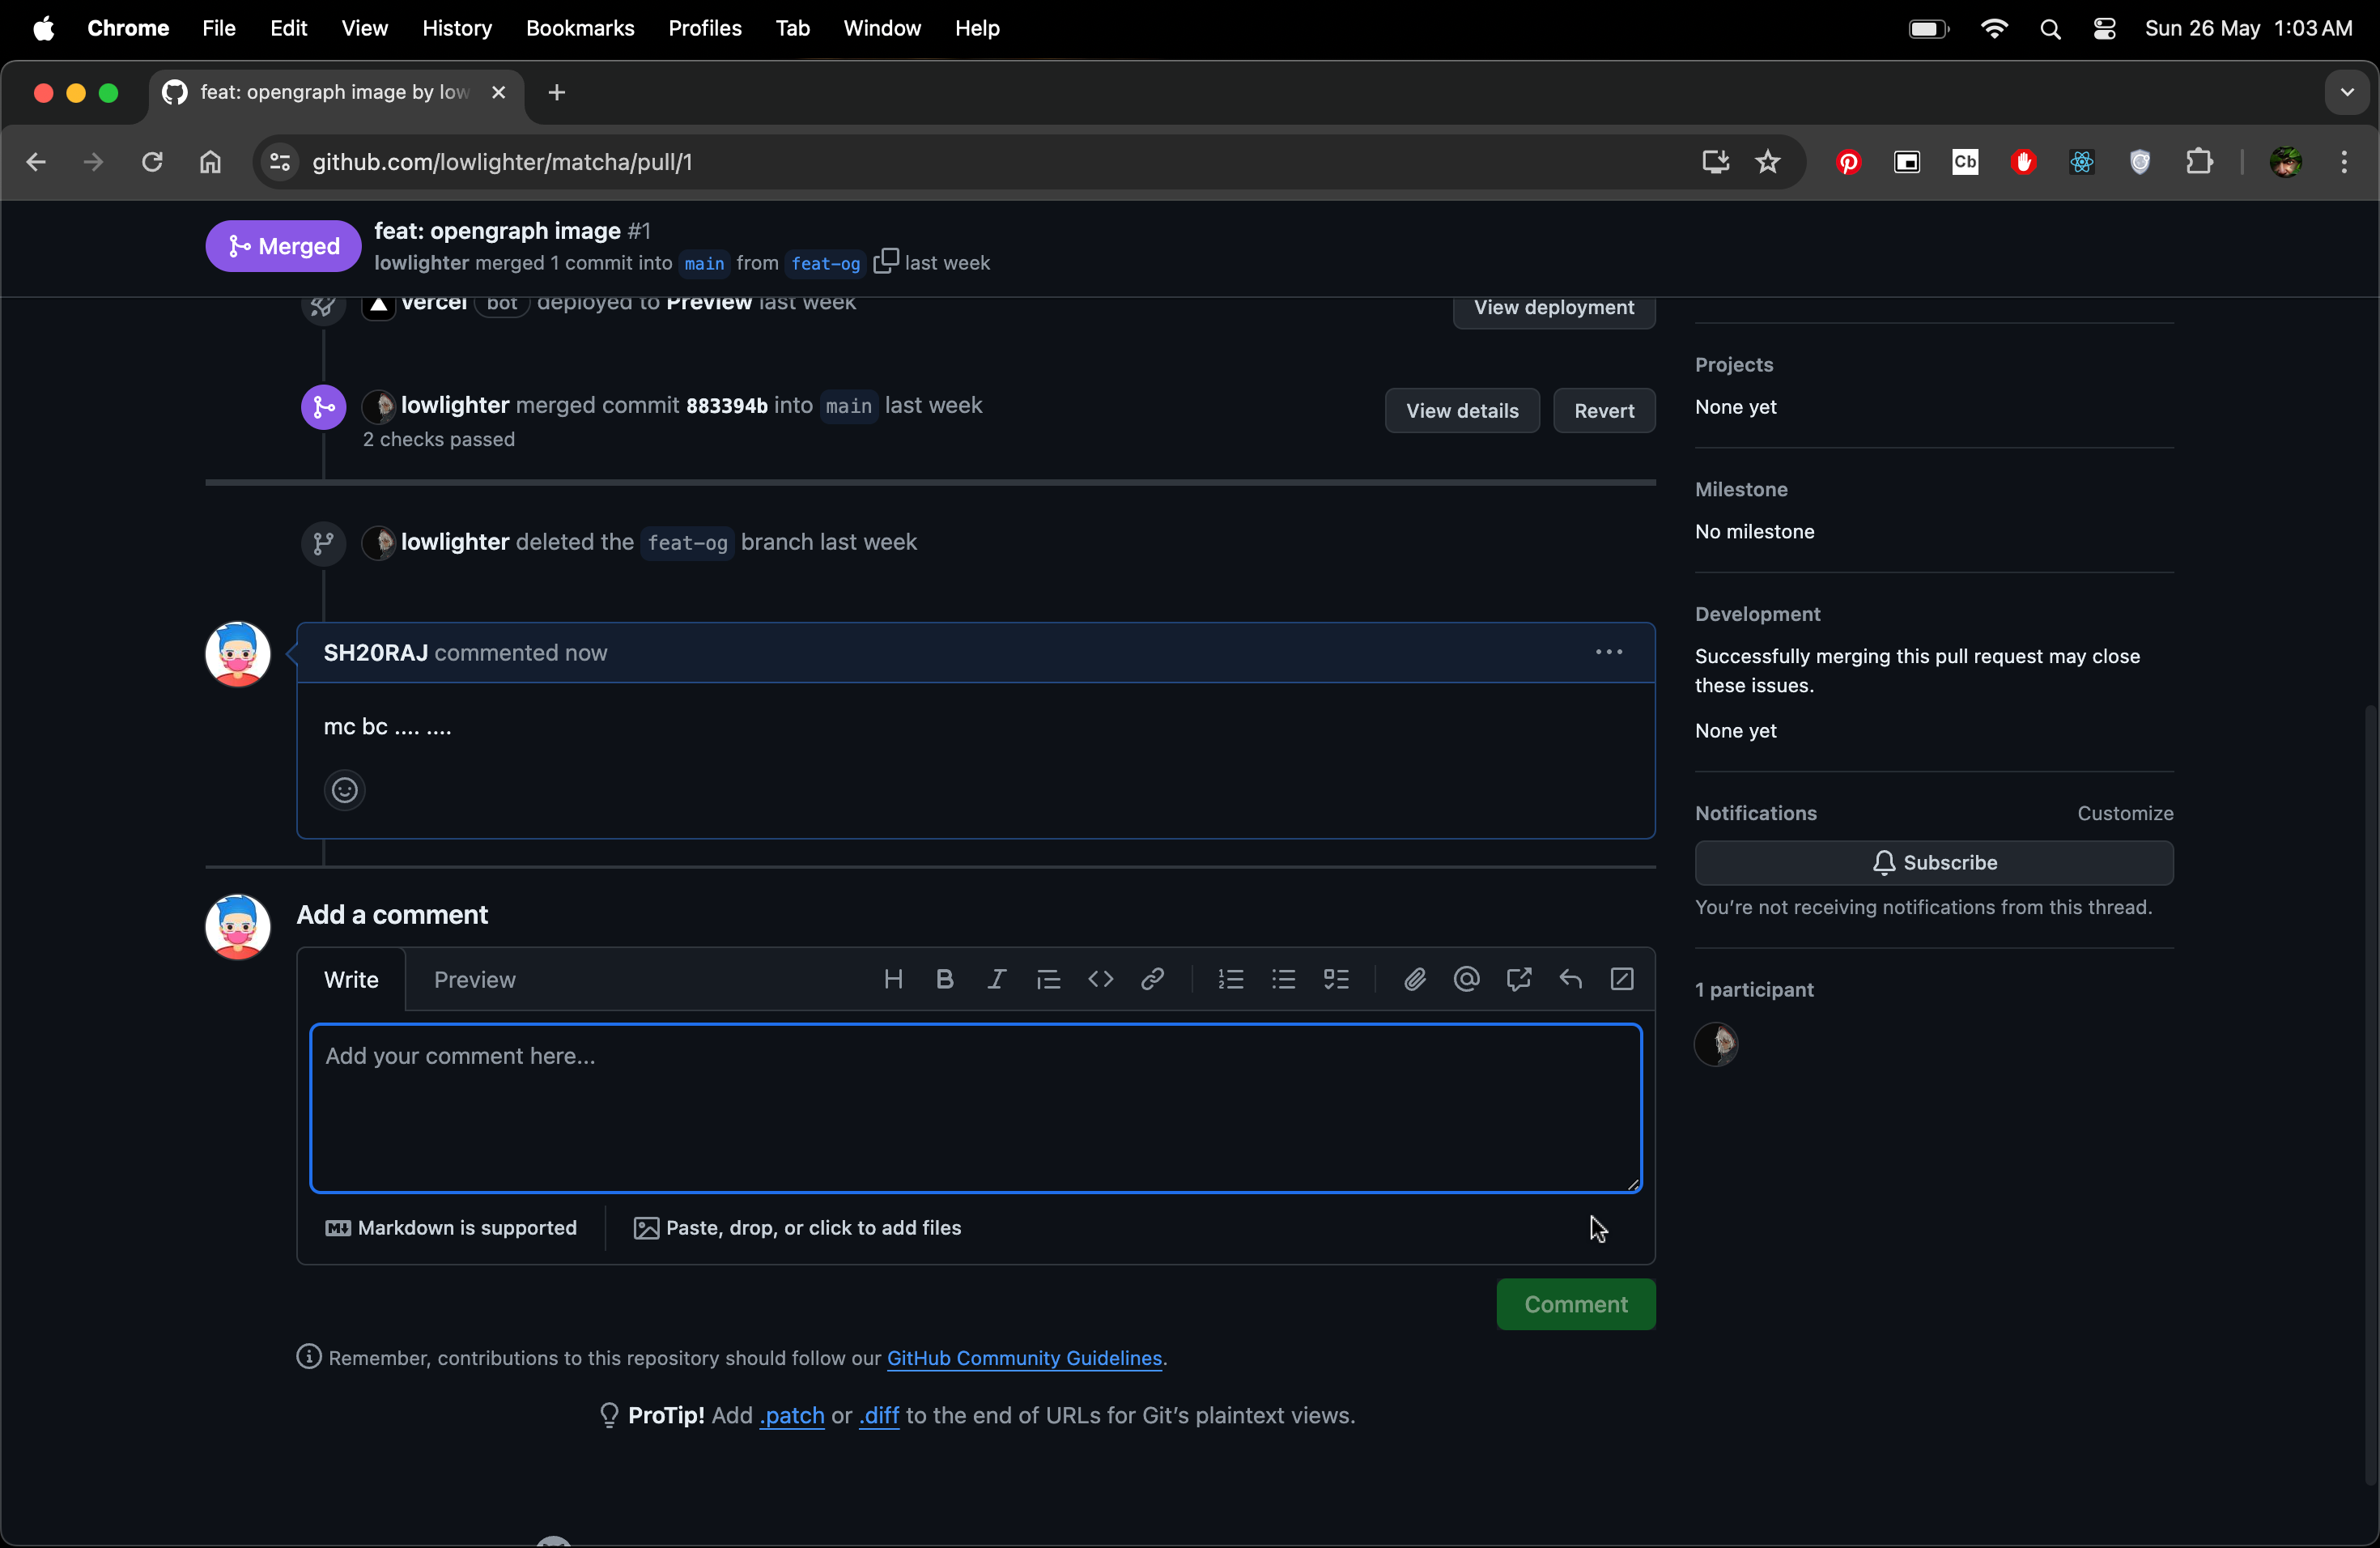 Chrome File Edit View History Bookmarks Profiles Tab Window Help Sun 26 May 1:03 AM
feat: opengraph image by low
github.com/lowlighter/matcha/pull/1
Cb
Merged
feat: opengraph image #1
lowlighter merged 1 commit into main from feat-og last week
vercel bot deployed to Preview last week
View deployment
lowlighter merged commit 883394b into main last week
2 checks passed
View details
Revert
lowlighter deleted the feat-og branch last week
SH20RAJ commented now
mc bc .... ....
Add a comment
Write
Preview
Add your comment here...
Markdown is supported
Paste, drop, or click to add files
Comment
Remember, contributions to this repository should follow our GitHub Community Guidelines.
ProTip! Add .patch or .diff to the end of URLs for Git's plaintext views.
Projects
None yet
Milestone
No milestone
Development
Successfully merging this pull request may close
these issues.
None yet
Notifications
Customize
Subscribe
You're not receiving notifications from this thread.
1 participant